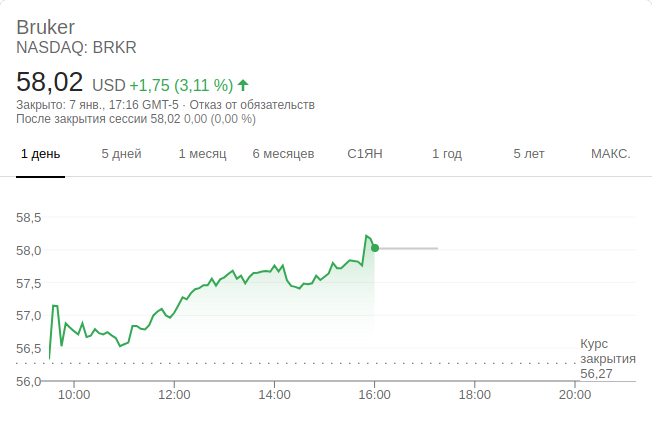 Bruker
NASDAQ: BRKR
58,02 USD +1,75 (3,11 %)
Закрыто: 7 янв., 17:16 GMT-5 · Отказ от обязательств
После закрытия сессии 58,02 0,00 (0,00 %)
1 день 5 дней 1 месяц 6 месяцев С1ЯН 1 год 5 лет МАКС.
58,5
58,0
57,5
57,0
56,5
56,0
Курс
закрытия
56,27
10:00 12:00 14:00 16:00 18:00 20:00